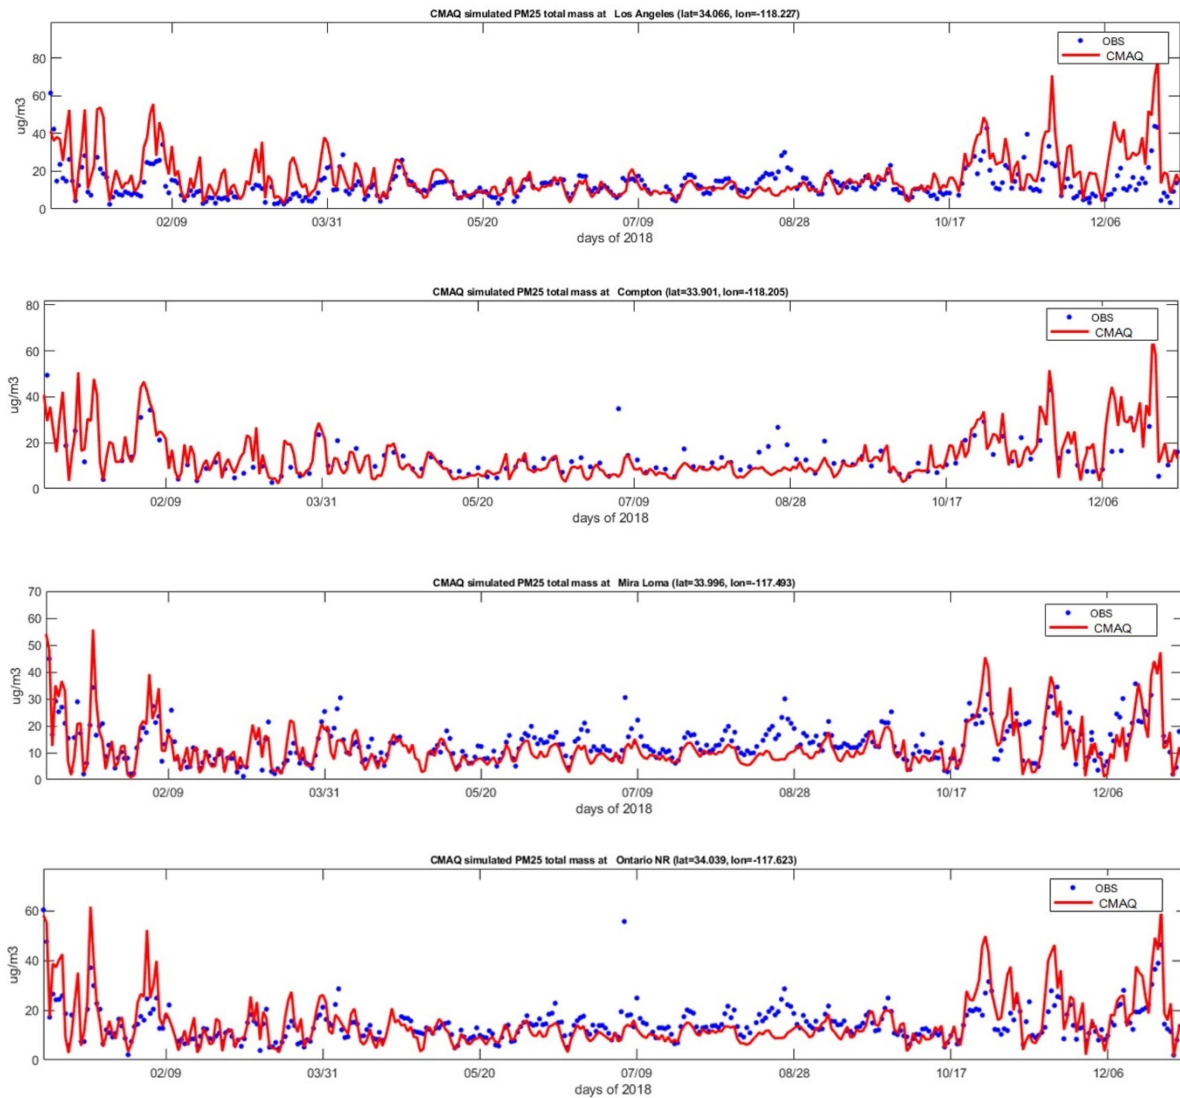 CMAQ simulated PM25 total mass at Los Angeles (lat=34.066, lon=-118.227)
OBS
CMAQ
80
60
40
20
0
ug/m3
02/09 03/31 05/20 07/09 08/28 10/17 12/06
days of 2018
CMAQ simulated PM25 total mass at Compton (lat=33.901, lon=-118.205)
OBS
CMAQ
80
60
40
20
0
ug/m3
02/09 03/31 05/20 07/09 08/28 10/17 12/06
days of 2018
CMAQ simulated PM25 total mass at Mira Loma (lat=33.996, lon=-117.493)
OBS
CMAQ
70
60
50
40
30
20
10
0
ug/m3
02/09 03/31 05/20 07/09 08/28 10/17 12/06
days of 2018
CMAQ simulated PM25 total mass at Ontario NR (lat=34.039, lon=-117.623)
OBS
CMAQ
60
40
20
0
ug/m3
02/09 03/31 05/20 07/09 08/28 10/17 12/06
days of 2018